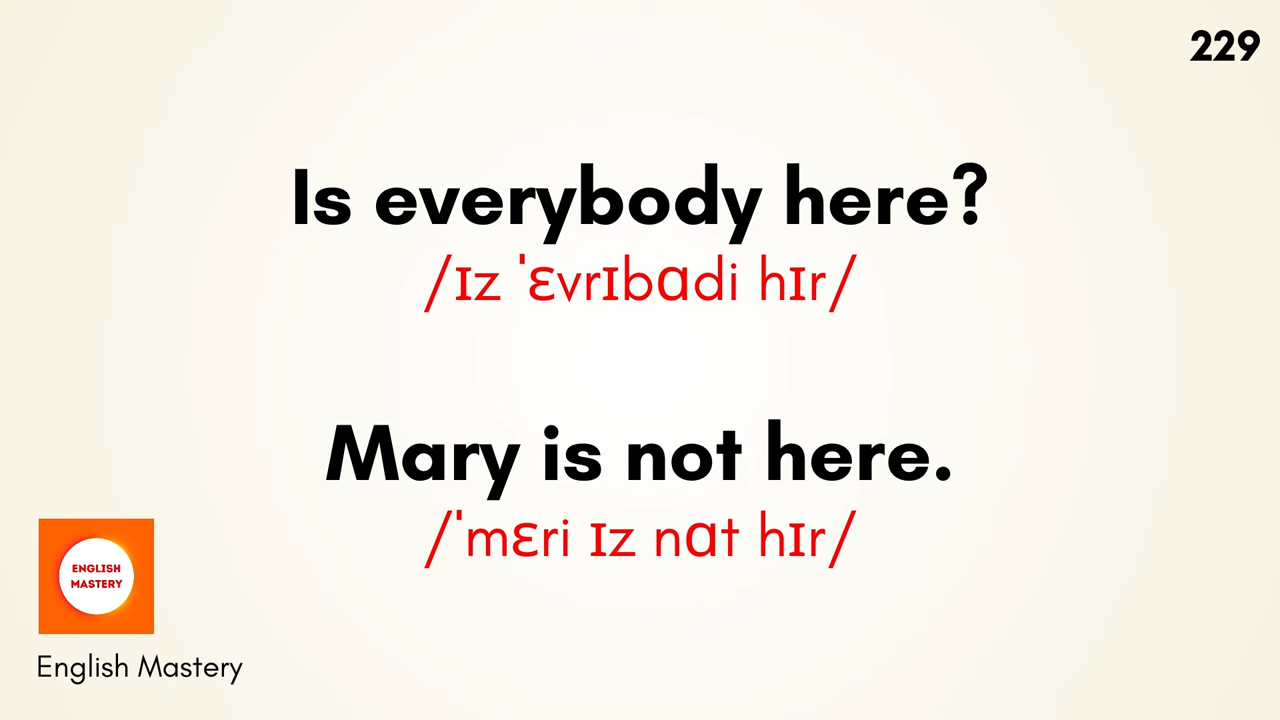 229
Is everybody here?
/ɪz ˈɛvrɪbɑdi hɪr/
Mary is not here.
/ˈmɛri ɪz nɑt hɪr/
ENGLISH
MASTERY
English Mastery